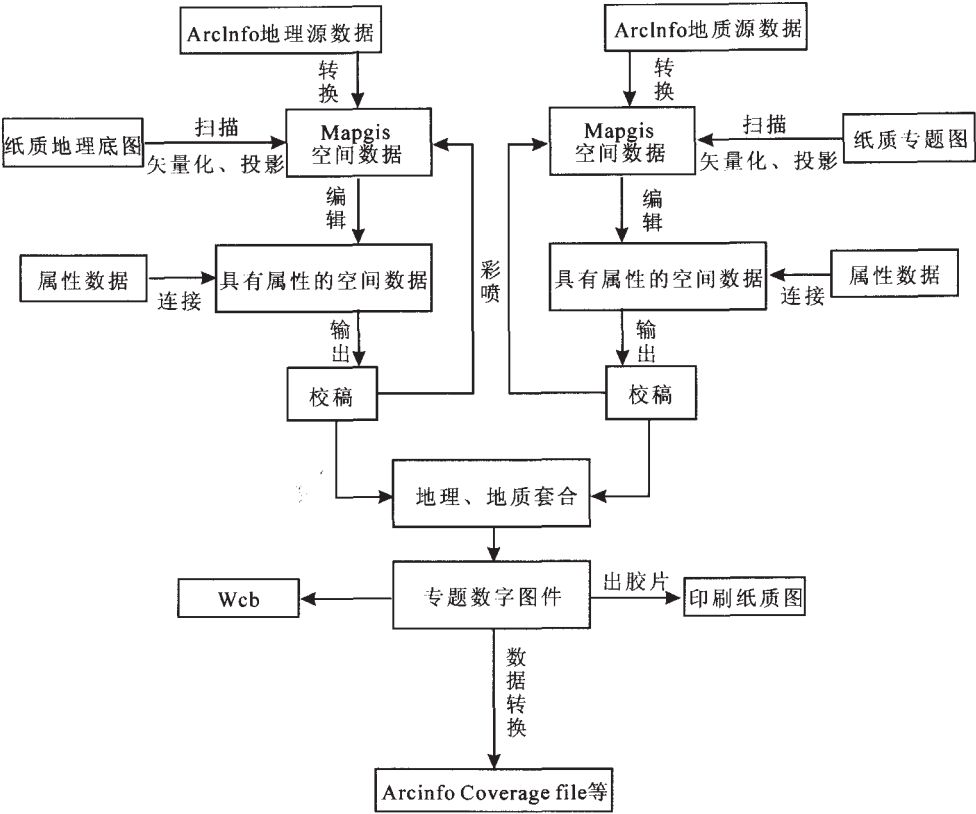 ArcInfo地理源数据
ArcInfo地质源数据
转换
转换
纸质地理底图
扫描
矢量化、投影
Mapgis
空间数据
Mapgis
空间数据
扫描
矢量化、投影
纸质专题图
编辑
编辑
属性数据
连接
具有属性的空间数据
彩喷
具有属性的空间数据
连接
属性数据
输出
输出
校稿
校稿
地理、地质套合
Web
专题数字图件
出胶片
印刷纸质图
数据转换
Arcinfo Coverage file等